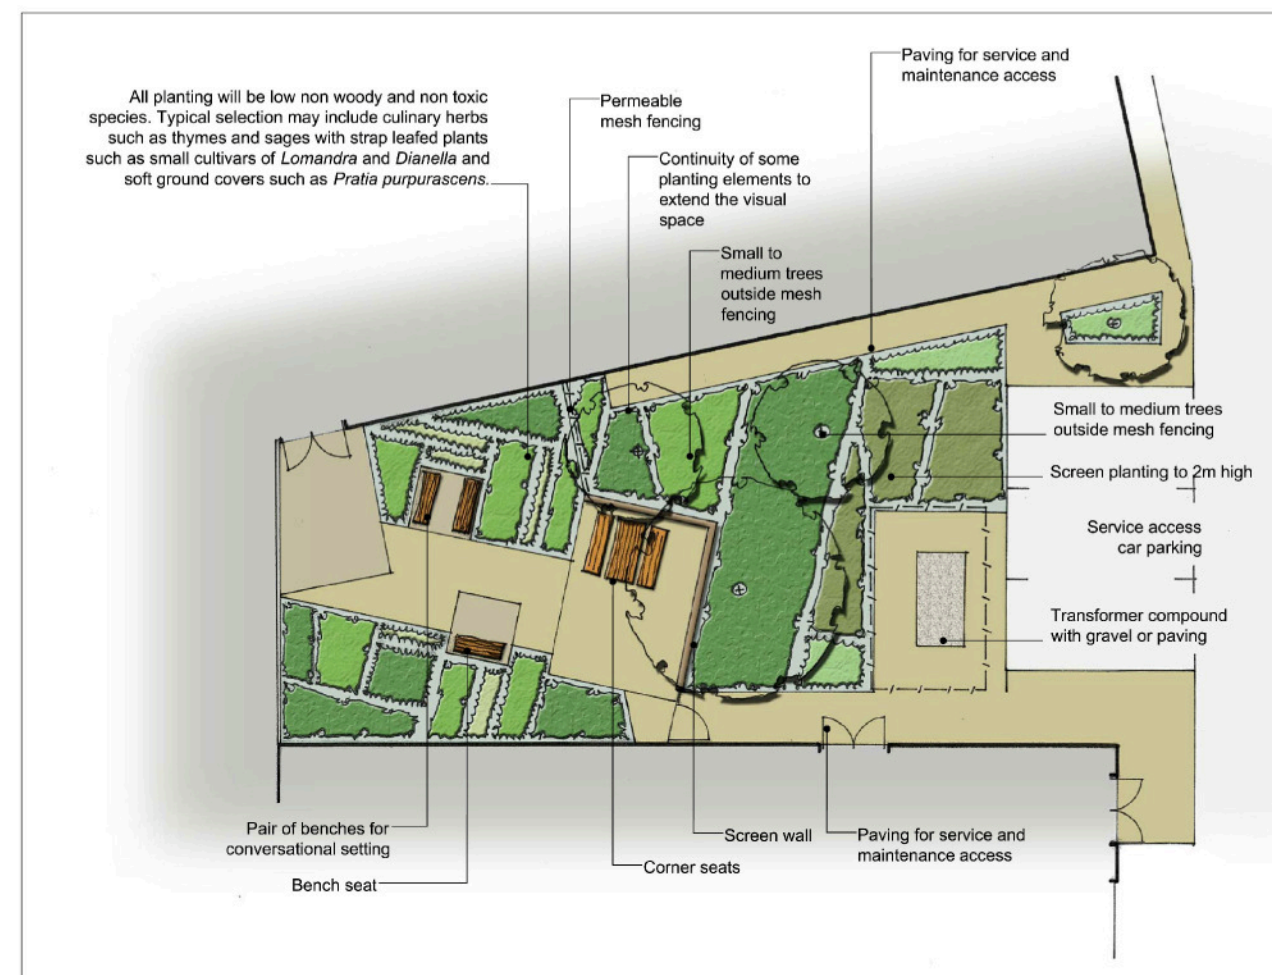 All planting will be low non woody and non toxic
species. Typical selection may include culinary herbs
such as thymes and sages with strap leafed plants
such as small cultivars of Lomandra and Dianella and
soft ground covers such as Pratia purpurascens.
Permeable
mesh fencing
Continuity of some
planting elements to
extend the visual
space
Small to
medium trees
outside mesh
fencing
Paving for service and
maintenance access
Small to medium trees
outside mesh fencing
Screen planting to 2m high
Service access
car parking
Transformer compound
with gravel or paving
Pair of benches for
conversational setting
Bench seat
Corner seats
Screen wall
Paving for service and
maintenance access